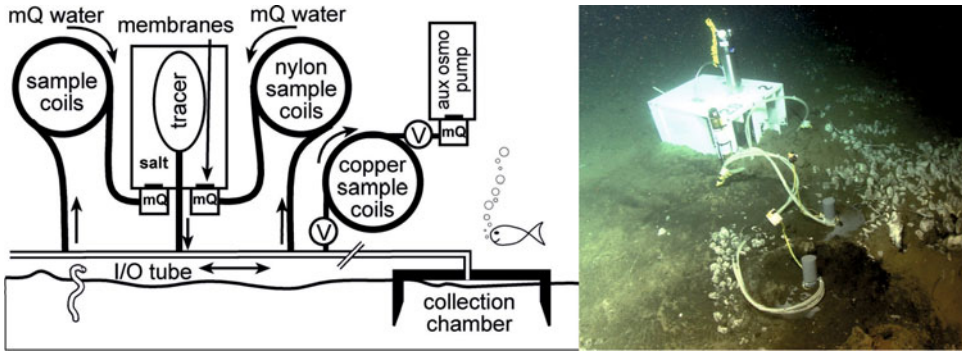 mQ water
membranes
mQ water
sample
coils
tracer
salt
mQ
mQ
nylon
sample
coils
aux osmo
pump
mQ
V
copper
sample
coils
V
I/O tube
collection
chamber